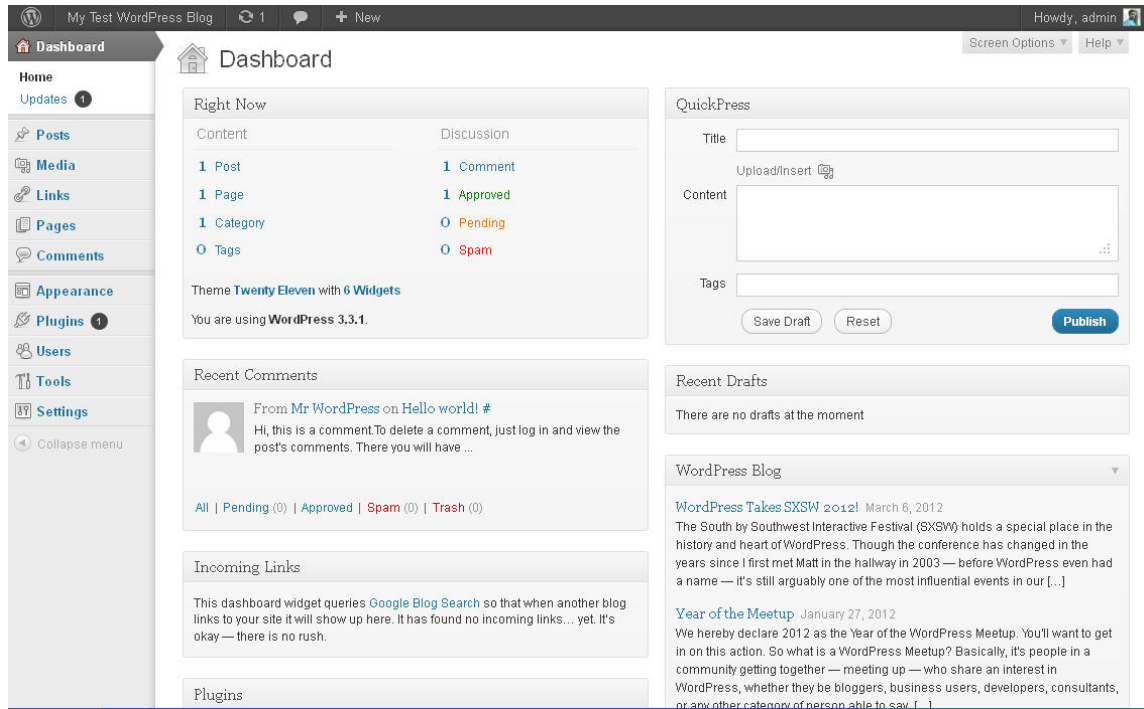 My Test WordPress Blog 1 + New Howdy, admin
Dashboard
Home
Updates 1
Posts
Media
Links
Pages
Comments
Appearance
Plugins 1
Users
Tools
Settings
Collapse menu
Screen Options Help
Dashboard
Right Now
Content Discussion
1 Post 1 Comment
1 Page 1 Approved
1 Category 0 Pending
0 Tags 0 Spam
Theme Twenty Eleven with 6 Widgets
You are using WordPress 3.3.1.
Recent Comments
From Mr WordPress on Hello world! #
Hi, this is a comment.To delete a comment, just log in and view the
post's comments. There you will have ...
All | Pending (0) | Approved | Spam (0) | Trash (0)
Incoming Links
This dashboard widget queries Google Blog Search so that when another blog
links to your site it will show up here. It has found no incoming links… yet. It's
okay — there is no rush.
Plugins
QuickPress
Title
Upload/Insert
Content
Tags
Save Draft Reset Publish
Recent Drafts
There are no drafts at the moment
WordPress Blog
WordPress Takes SXSW 2012! March 6, 2012
The South by Southwest Interactive Festival (SXSW) holds a special place in the
history and heart of WordPress. Though the conference has changed in the
years since I first met Matt in the hallway in 2003 — before WordPress even had
a name — it's still arguably one of the most influential events in our […]
Year of the Meetup January 27, 2012
We hereby declare 2012 as the Year of the WordPress Meetup. You'll want to get
in on this action. So what is a WordPress Meetup? Basically, it's people in a
community getting together — meeting up — who share an interest in
WordPress, whether they be bloggers, business users, developers, consultants,
or any other category of person able to say, […]